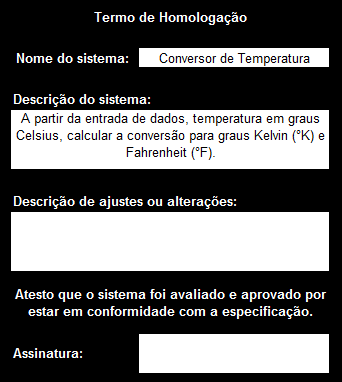 Termo de Homologação
Nome do sistema: Conversor de Temperatura
Descrição do sistema:
A partir da entrada de dados, temperatura em graus
Celsius, calcular a conversão para graus Kelvin (°K) e
Fahrenheit (°F).
Descrição de ajustes ou alterações:
Atesto que o sistema foi avaliado e aprovado por
estar em conformidade com a especificação.
Assinatura: